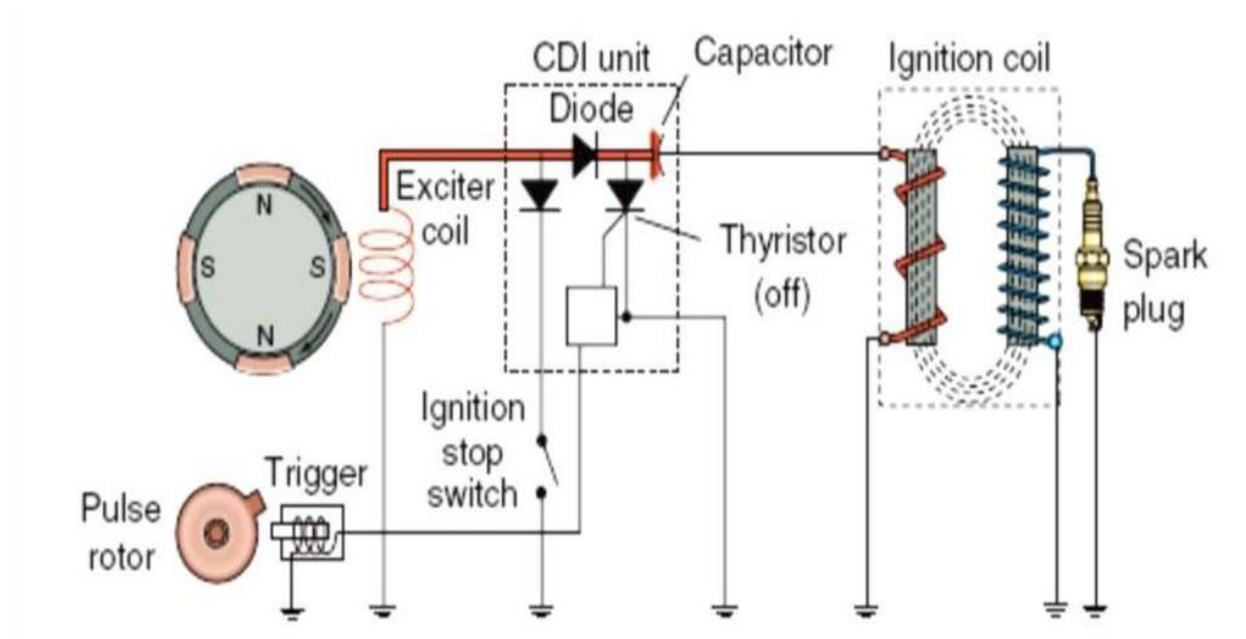 CDI unit
Capacitor
Ignition coil
Diode
Exciter
coil
N
S
S
N
Thyristor
(off)
Spark
plug
Ignition
stop
switch
Trigger
Pulse
rotor